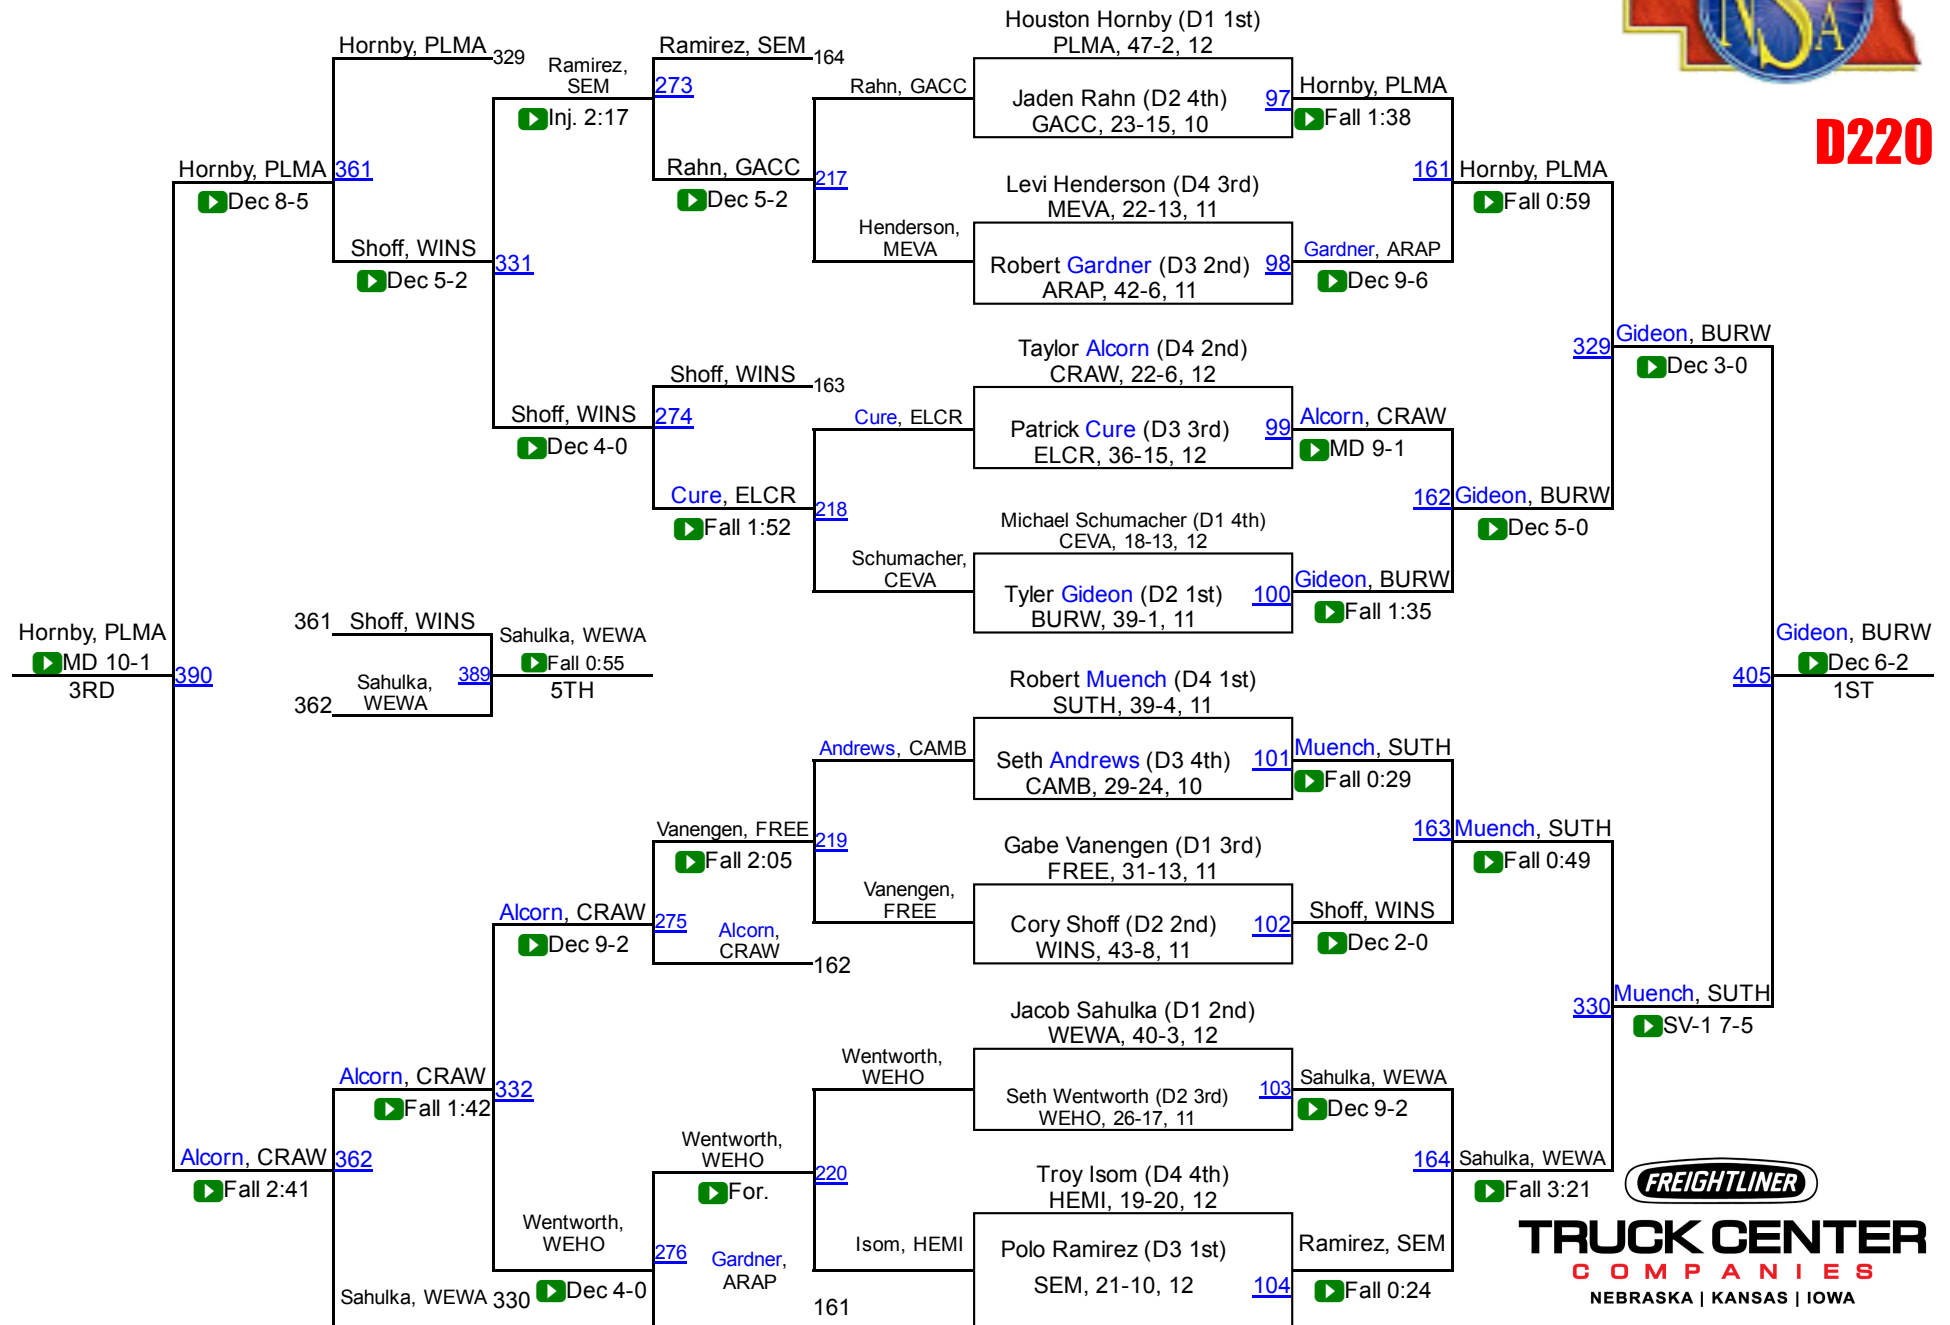 NSA
D220
Houston Hornby (D1 1st)
PLMA, 47-2, 12
Jaden Rahn (D2 4th)
GACC, 23-15, 10
97
Levi Henderson (D4 3rd)
MEVA, 22-13, 11
Robert Gardner (D3 2nd)
ARAP, 42-6, 11
98
Taylor Alcorn (D4 2nd)
CRAW, 22-6, 12
Patrick Cure (D3 3rd)
ELCR, 36-15, 12
99
Michael Schumacher (D1 4th)
CEVA, 18-13, 12
Tyler Gideon (D2 1st)
BURW, 39-1, 11
100
Robert Muench (D4 1st)
SUTH, 39-4, 11
Seth Andrews (D3 4th)
CAMB, 29-24, 10
101
Gabe Vanengen (D1 3rd)
FREE, 31-13, 11
Cory Shoff (D2 2nd)
WINS, 43-8, 11
102
Jacob Sahulka (D1 2nd)
WEWA, 40-3, 12
Seth Wentworth (D2 3rd)
WEHO, 26-17, 11
103
Troy Isom (D4 4th)
HEMI, 19-20, 12
Polo Ramirez (D3 1st)
SEM, 21-10, 12
104
Hornby, PLMA
Fall 1:38
161
Gardner, ARAP
Dec 9-6
Alcorn, CRAW
MD 9-1
162
Gideon, BURW
Fall 1:35
Muench, SUTH
Fall 0:29
163
Shoff, WINS
Dec 2-0
Sahulka, WEWA
Dec 9-2
164
Ramirez, SEM
Fall 0:24
Hornby, PLMA
Fall 0:59
329
Gideon, BURW
Dec 5-0
Muench, SUTH
Fall 0:49
330
Sahulka, WEWA
Fall 3:21
Gideon, BURW
Dec 3-0
405
Muench, SUTH
SV-1 7-5
Gideon, BURW
Dec 6-2
1ST
Rahn, GACC
217
Henderson,
MEVA
Cure, ELCR
218
Schumacher,
CEVA
Andrews, CAMB
219
Vanengen,
FREE
Wentworth,
WEHO
220
Isom, HEMI
Ramirez, SEM
164
273
Rahn, GACC
Dec 5-2
Shoff, WINS
163
274
Cure, ELCR
Fall 1:52
Vanengen, FREE
Fall 2:05
275
Alcorn,
CRAW
162
Wentworth,
WEHO
For.
276
Gardner,
ARAP
161
Ramirez,
SEM
Inj. 2:17
331
Shoff, WINS
Dec 4-0
Alcorn, CRAW
Dec 9-2
332
Wentworth,
WEHO
Dec 4-0
Hornby, PLMA
329
361
Shoff, WINS
Dec 5-2
Alcorn, CRAW
Fall 1:42
362
Sahulka, WEWA
330
Hornby, PLMA
Dec 8-5
390
Alcorn, CRAW
Fall 2:41
Hornby, PLMA
MD 10-1
3RD
361
Shoff, WINS
389
362
Sahulka,
WEWA
Sahulka, WEWA
Fall 0:55
5TH
FREIGHTLINER
TRUCK CENTER
COMPANIES
NEBRASKA | KANSAS | IOWA